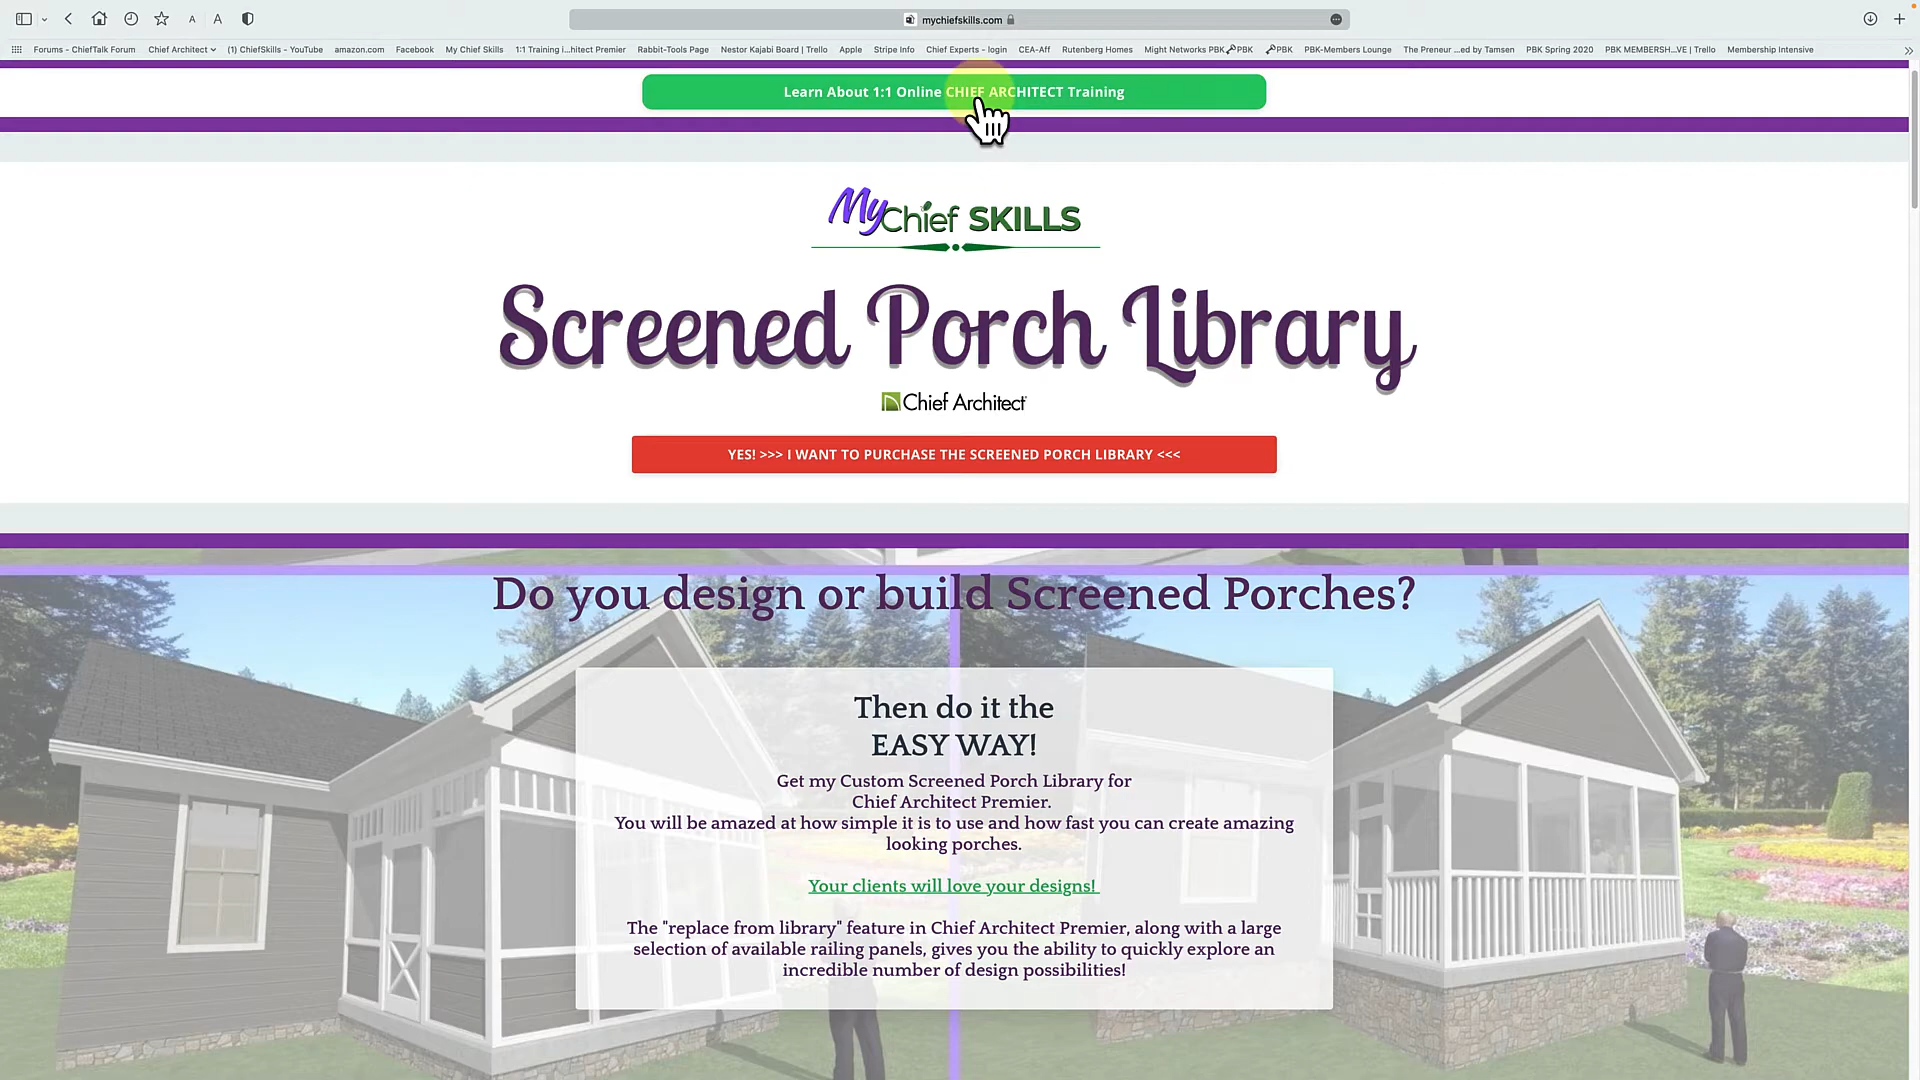 A A
mychiefskills.com
Forums - ChiefTalk Forum Chief Architect (1) ChiefSkills - YouTube amazon.com Facebook My Chief Skills 1:1 Training i...hitect Premier Rabbit-Tools Page Nestor Kajabi Board | Trello Apple Stripe Info Chief Experts - login CEA-Aff Rutenberg Homes Might Networks PBK PBK PBK PBK-Members Lounge The Preneur ...ed by Tamsen PBK Spring 2020 PBK MEMBERSH...VE | Trello Membership Intensive
Learn About 1:1 Online CHIEF ARCHITECT Training
My Chief SKILLS
Screened Porch Library
Chief Architect
YES! >>> I WANT TO PURCHASE THE SCREENED PORCH LIBRARY <<<
Do you design or build Screened Porches?
Then do it the
EASY WAY!
Get my Custom Screened Porch Library for
Chief Architect Premier.
You will be amazed at how simple it is to use and how fast you can create amazing
looking porches.
Your clients will love your designs!
The "replace from library" feature in Chief Architect Premier, along with a large
selection of available railing panels, gives you the ability to quickly explore an
incredible number of design possibilities!